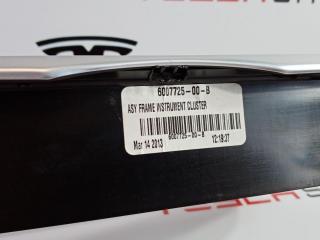 6007725-00-B
ASY FRAME INSTRUMENT CLUSTER
6007725-00-B
Mar 14 2013
12:18:37